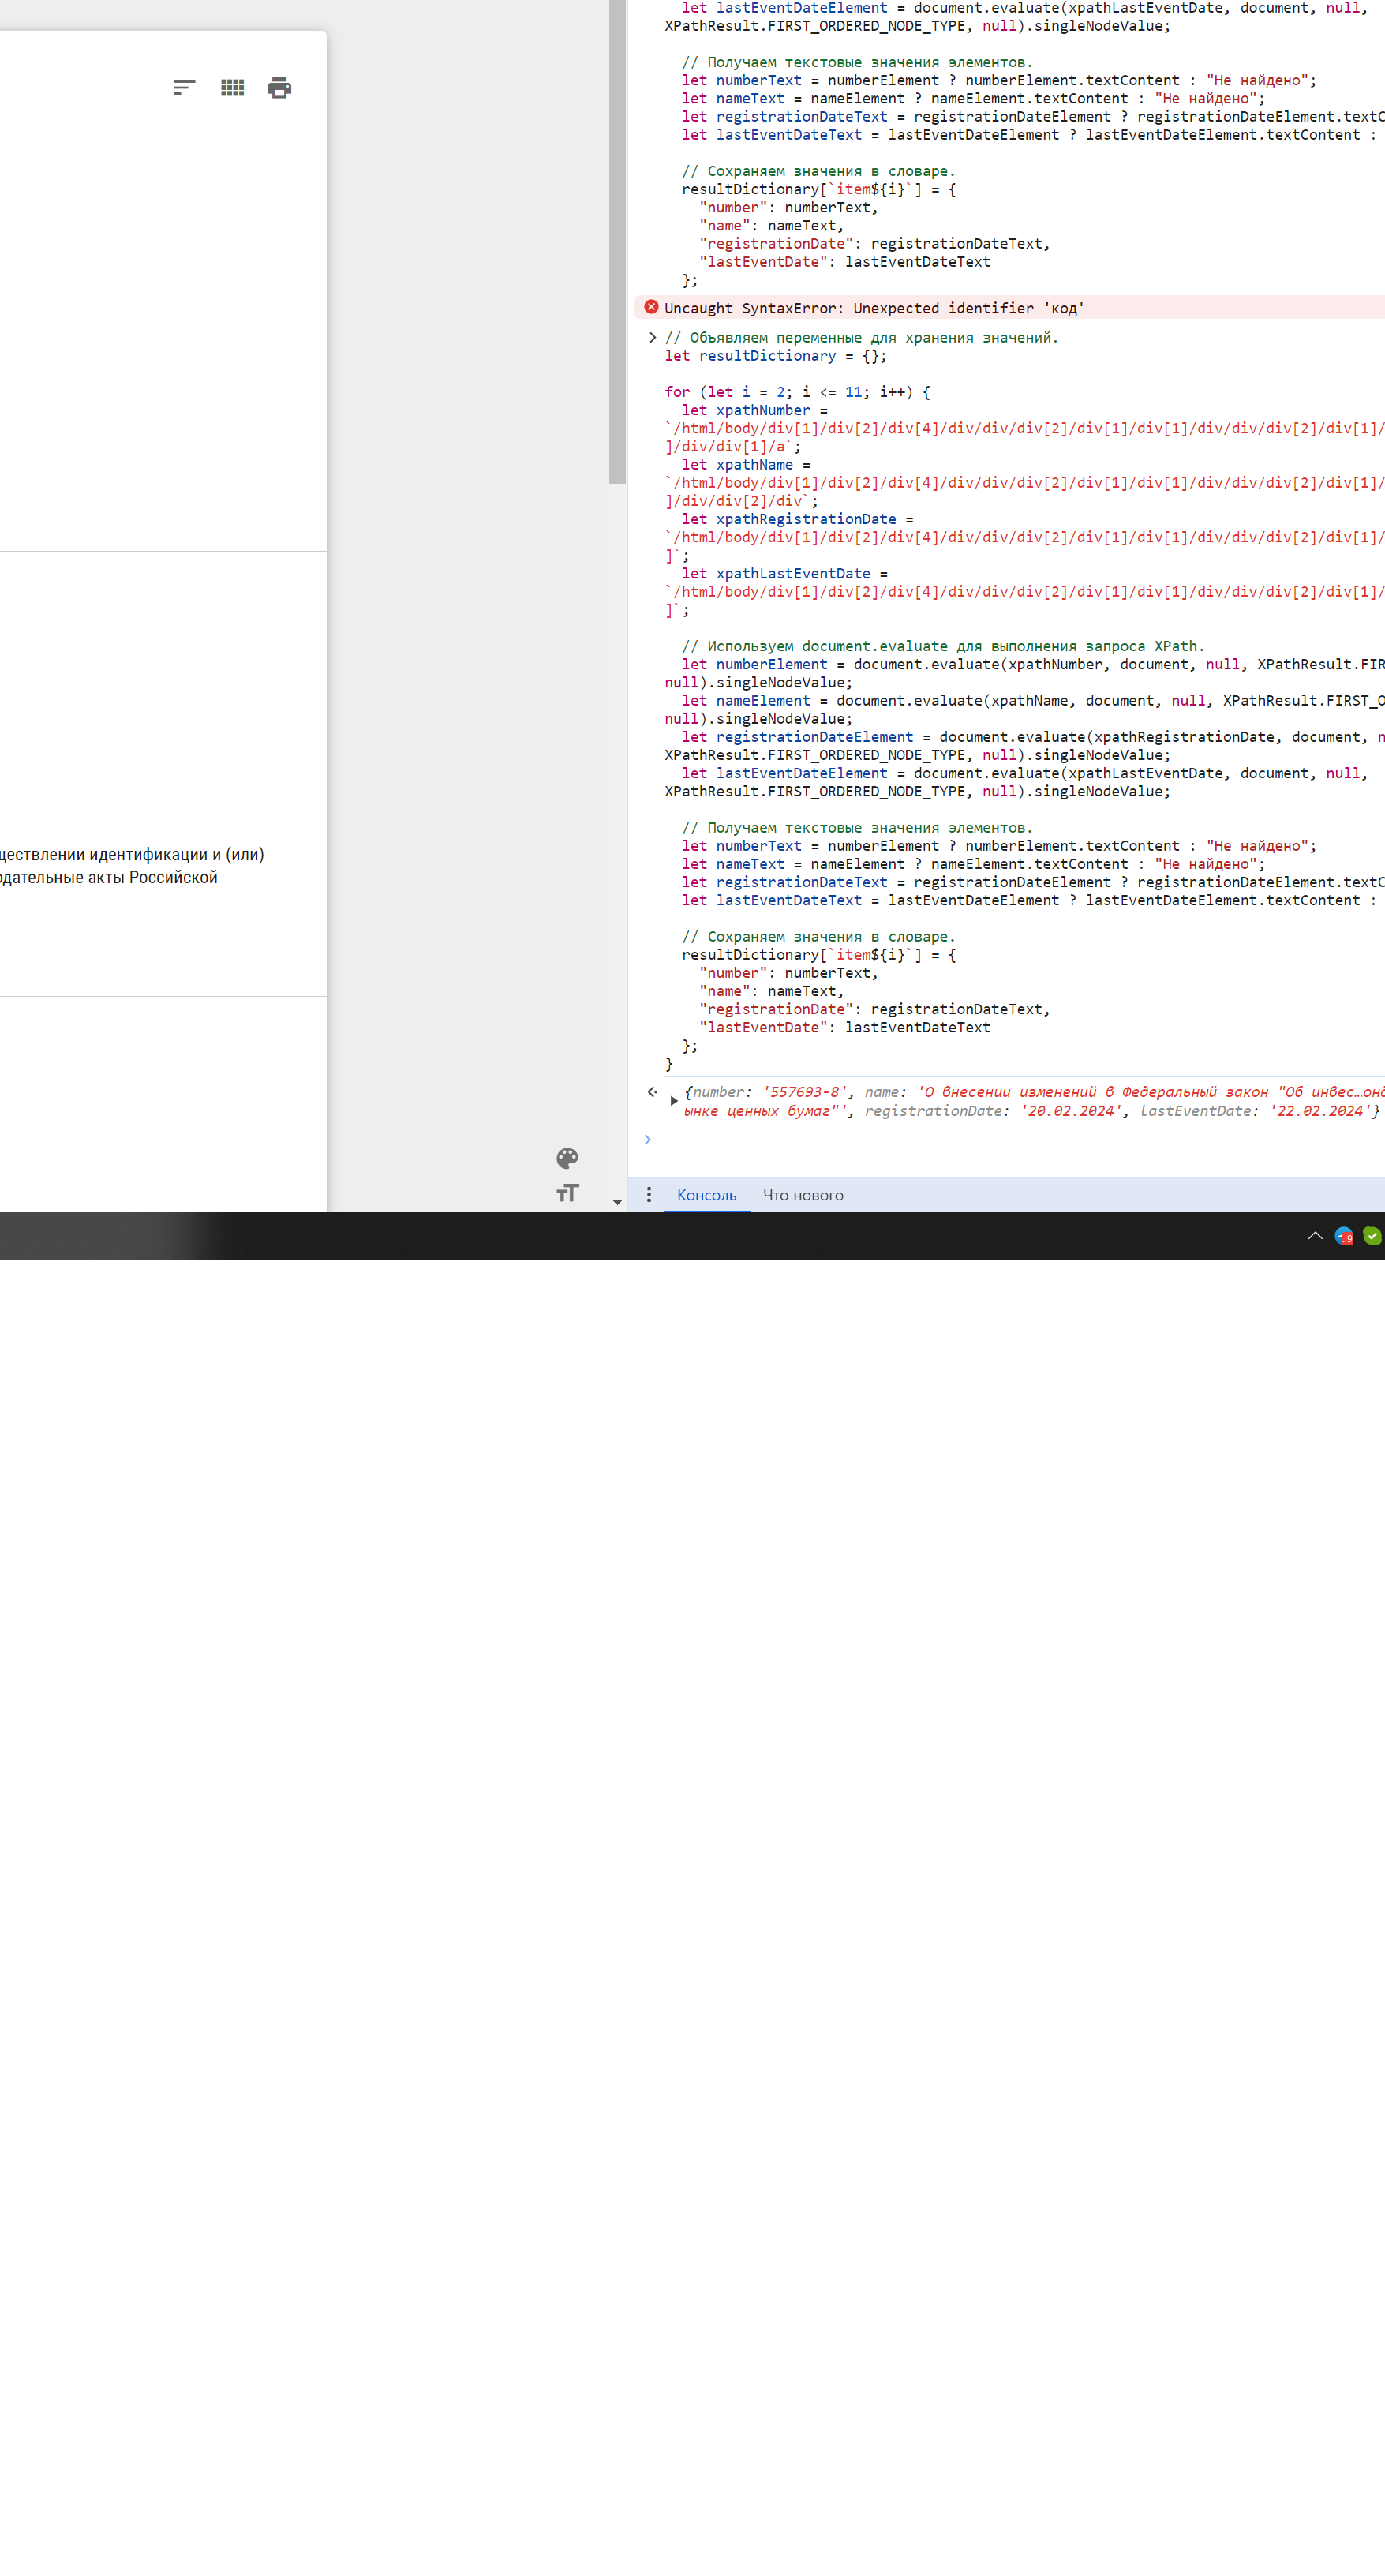 let lastEventDateElement = document.evaluate(xpathLastEventDate, document, null,
XPathResult.FIRST_ORDERED_NODE_TYPE, null).singleNodeValue;
// Получаем текстовые значения элементов.
let numberText = numberElement ? numberElement.textContent : "Не найдено";
let nameText = nameElement ? nameElement.textContent : "Не найдено";
let registrationDateText = registrationDateElement ? registrationDateElement.textC
let lastEventDateText = lastEventDateElement ? lastEventDateElement.textContent :
// Сохраняем значения в словаре.
resultDictionary[`item${i}`] = {
"number": numberText,
"name": nameText,
"registrationDate": registrationDateText,
"lastEventDate": lastEventDateText
};
Uncaught SyntaxError: Unexpected identifier 'код'
// Объявляем переменные для хранения значений.
let resultDictionary = {};
for (let i = 2; i <= 11; i++) {
let xpathNumber =
`/html/body/div[1]/div[2]/div[4]/div/div/div[2]/div[1]/div[1]/div/div/div[2]/div[1]/
]/div/div[1]/a`;
let xpathName =
`/html/body/div[1]/div[2]/div[4]/div/div/div[2]/div[1]/div[1]/div/div/div[2]/div[1]/
]/div/div[2]/div`;
let xpathRegistrationDate =
`/html/body/div[1]/div[2]/div[4]/div/div/div[2]/div[1]/div[1]/div/div/div[2]/div[1]/
]`;
let xpathLastEventDate =
`/html/body/div[1]/div[2]/div[4]/div/div/div[2]/div[1]/div[1]/div/div/div[2]/div[1]/
]`;
// Используем document.evaluate для выполнения запроса XPath.
let numberElement = document.evaluate(xpathNumber, document, null, XPathResult.FIR
null).singleNodeValue;
let nameElement = document.evaluate(xpathName, document, null, XPathResult.FIRST_O
null).singleNodeValue;
let registrationDateElement = document.evaluate(xpathRegistrationDate, document, n
XPathResult.FIRST_ORDERED_NODE_TYPE, null).singleNodeValue;
let lastEventDateElement = document.evaluate(xpathLastEventDate, document, null,
XPathResult.FIRST_ORDERED_NODE_TYPE, null).singleNodeValue;
// Получаем текстовые значения элементов.
let numberText = numberElement ? numberElement.textContent : "Не найдено";
let nameText = nameElement ? nameElement.textContent : "Не найдено";
let registrationDateText = registrationDateElement ? registrationDateElement.textC
let lastEventDateText = lastEventDateElement ? lastEventDateElement.textContent :
// Сохраняем значения в словаре.
resultDictionary[`item${i}`] = {
"number": numberText,
"name": nameText,
"registrationDate": registrationDateText,
"lastEventDate": lastEventDateText
};
}
{number: '557693-8', name: 'О внесении изменений в Федеральный закон "Об инвес…онд
ынке ценных бумаг"', registrationDate: '20.02.2024', lastEventDate: '22.02.2024'}
Консоль Что нового
ществлении идентификации и (или)
одательные акты Российской
..9